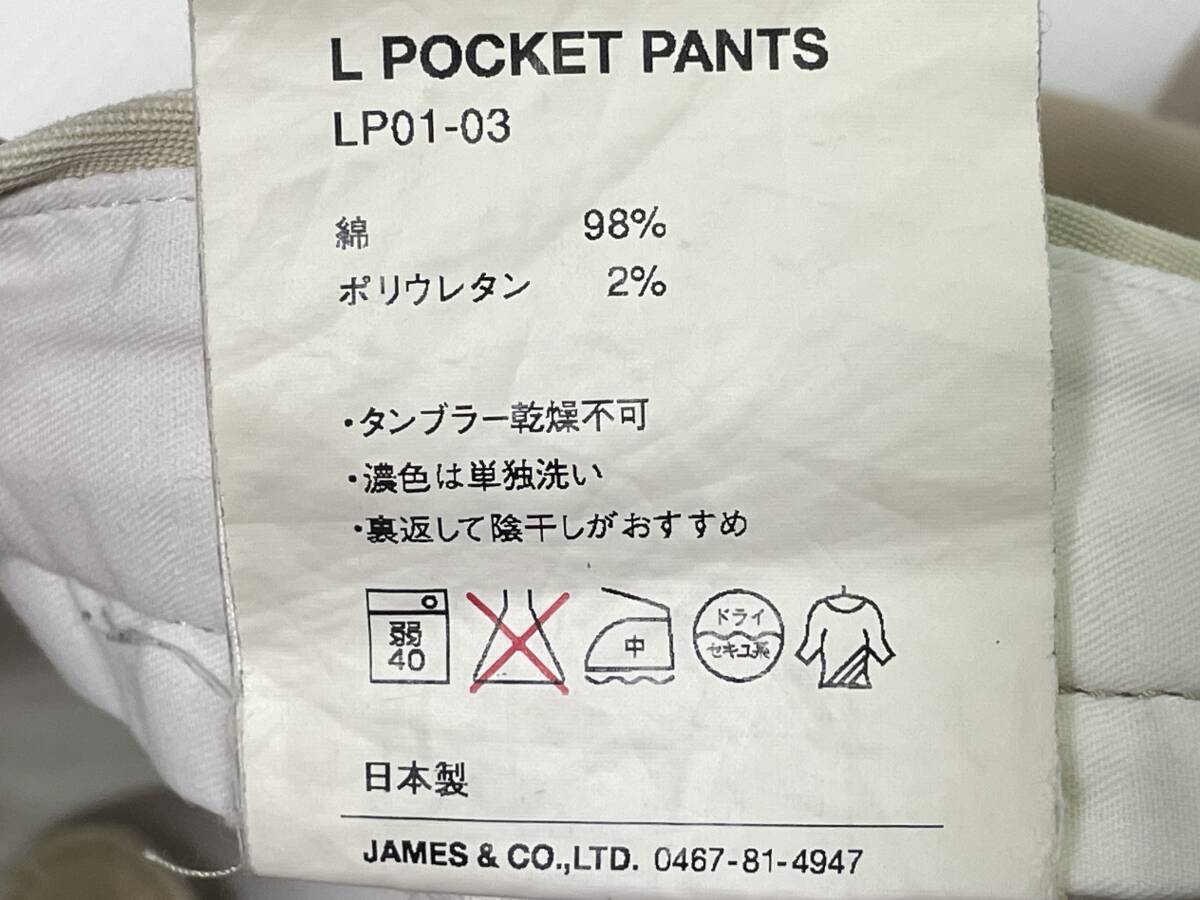 L POCKET PANTS
LP01-03
綿 98%
ポリウレタン 2%
・タンブラー乾燥不可
・濃色は単独洗い
・裏返して陰干しがおすすめ
弱
40
中
ドライ
セキユ系
日本製
JAMES & CO.,LTD. 0467-81-4947